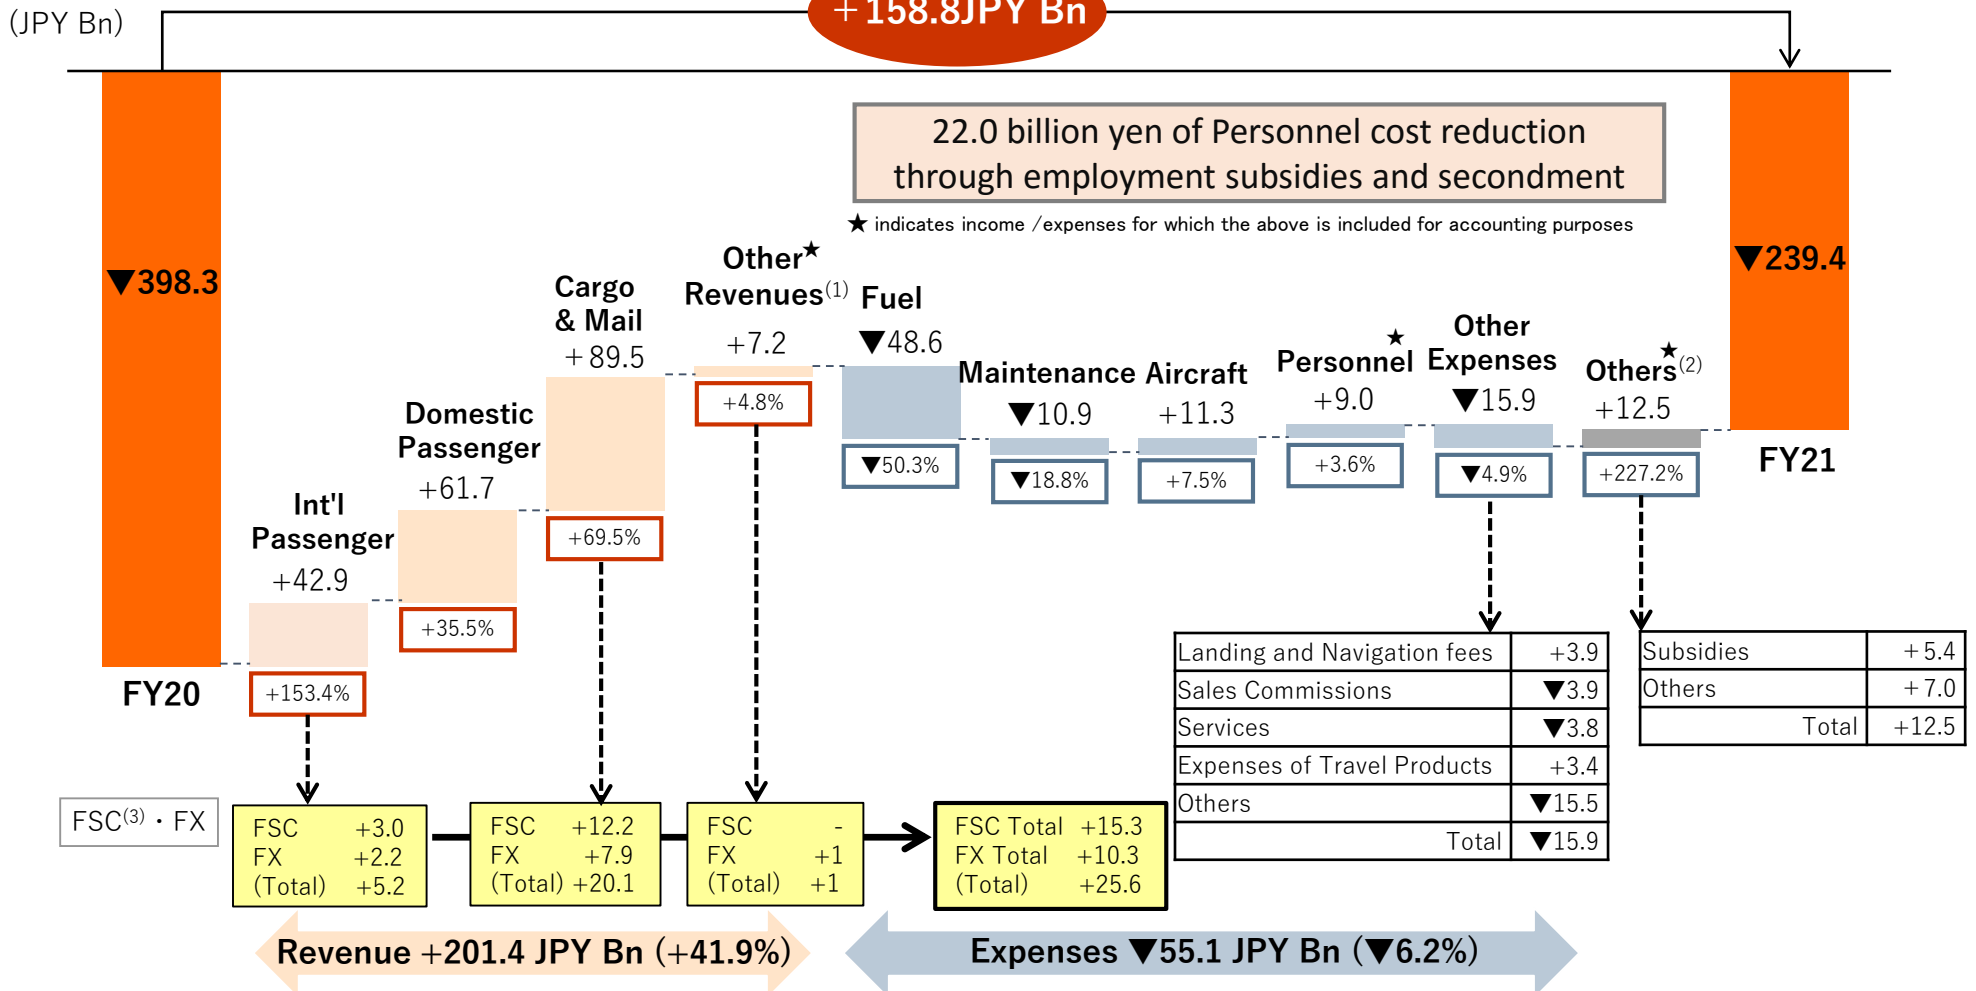 (JPY Bn)
+158.8JPY Bn
22.0 billion yen of Personnel cost reduction
through employment subsidies and secondment
★ indicates income /expenses for which the above is included for accounting purposes
▼398.3
FY20
Int'l
Passenger
+42.9
+153.4%
Domestic
Passenger
+61.7
+35.5%
Cargo
& Mail
+89.5
+69.5%
Other★
Revenues(1)
+7.2
+4.8%
Fuel
▼48.6
▼50.3%
Maintenance
▼10.9
▼18.8%
Aircraft
+11.3
+7.5%
Personnel★
+9.0
+3.6%
Other
Expenses
▼15.9
▼4.9%
Others★(2)
+12.5
+227.2%
▼239.4
FY21
Landing and Navigation fees +3.9
Sales Commissions ▼3.9
Services ▼3.8
Expenses of Travel Products +3.4
Others ▼15.5
Total ▼15.9
Subsidies +5.4
Others +7.0
Total +12.5
FSC(3)・FX
FSC +3.0
FX +2.2
(Total) +5.2
FSC +12.2
FX +7.9
(Total) +20.1
FSC -
FX +1
(Total) +1
FSC Total +15.3
FX Total +10.3
(Total) +25.6
Revenue +201.4 JPY Bn (+41.9%)
Expenses ▼55.1 JPY Bn (▼6.2%)